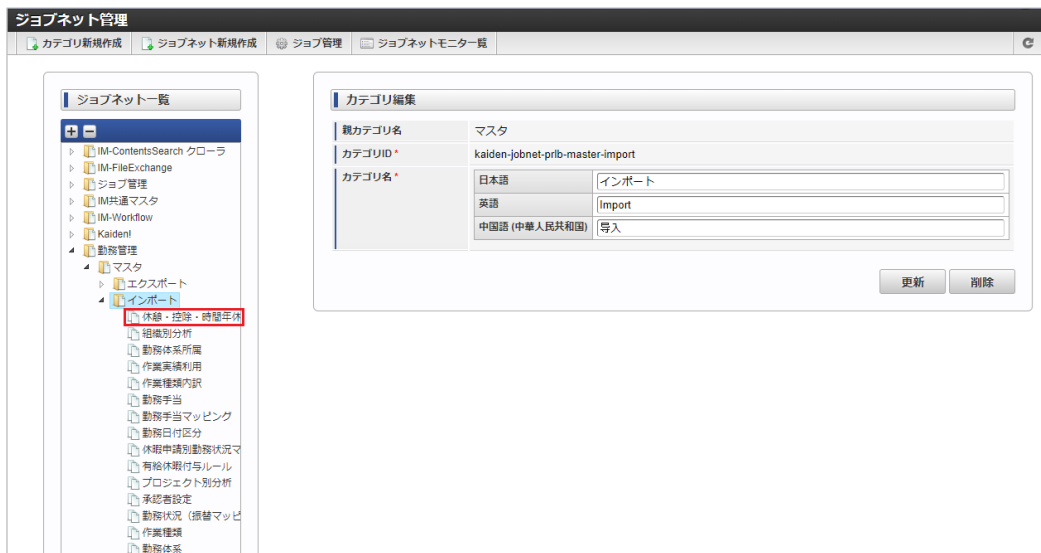 ジョブネット管理
カテゴリ新規作成 ジョブネット新規作成 ジョブ管理 ジョブネットモニター覧
ジョブネット一覧
IM-ContentsSearch クローラ
IM-FileExchange
ジョブ管理
IM共通マスタ
IM-Workflow
Kaiden!
勤務管理
マスタ
エクスポート
インポート
休憩・控除・時間年休
組織別分析
勤務体系所属
作業実績利用
作業種類内訳
勤務手当
勤務手当マッピング
勤務日付区分
休暇申請別勤務状況マ
有給休暇付与ルール
プロジェクト別分析
承認者設定
勤務状況（振替マッピ
作業種類
勤務体系
カテゴリ編集
親カテゴリ名 マスタ
カテゴリID * kaiden-jobnet-prlb-master-import
カテゴリ名 * 日本語 インポート
英語 Import
中国語 (中華人民共和国) 导入
更新 削除